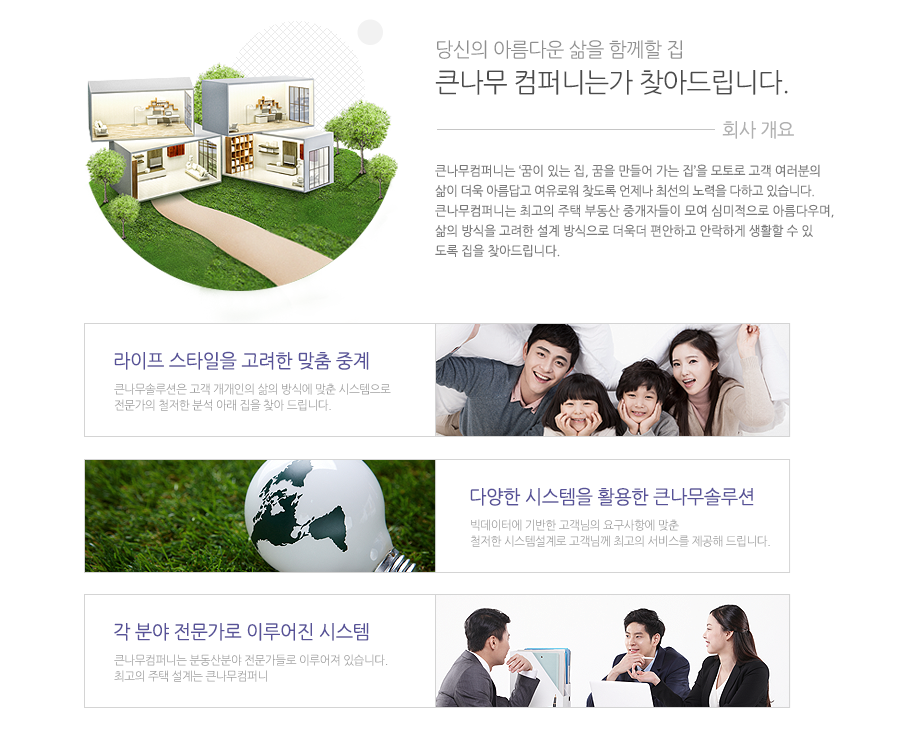 당신의 아름다운 삶을 함께할 집
큰나무 컴퍼니는가 찾아드립니다.
회사 개요
큰나무컴퍼니는 '꿈이 있는 집, 꿈을 만들어 가는 집'을 모토로 고객 여러분의
삶이 더욱 아름답고 여유로워 찾도록 언제나 최선의 노력을 다하고 있습니다.
큰나무컴퍼니는 최고의 주택 부동산 중개자들이 모여 심미적으로 아름다우며,
삶의 방식을 고려한 설계 방식으로 더욱더 편안하고 안락하게 생활할 수 있
도록 집을 찾아드립니다.
라이프 스타일을 고려한 맞춤 중계
큰나무솔루션은 고객 개개인의 삶의 방식에 맞춘 시스템으로
전문가의 철저한 분석 아래 집을 찾아 드립니다.
다양한 시스템을 활용한 큰나무솔루션
빅데이터에 기반한 고객님의 요구사항에 맞춘
철저한 시스템설계로 고객님께 최고의 서비스를 제공해 드립니다.
각 분야 전문가로 이루어진 시스템
큰나무컴퍼니는 분동산분야 전문가들로 이루어져 있습니다.
최고의 주택 설계는 큰나무컴퍼니